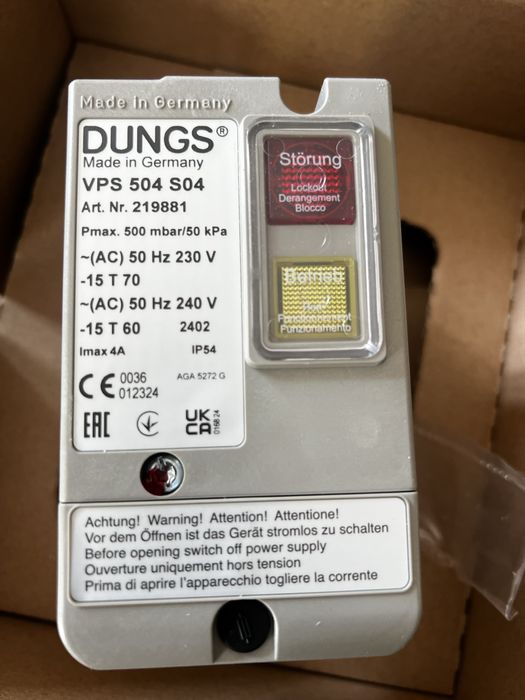 Made in Germany
DUNGS®
Made in Germany
VPS 504 S04
Art. Nr. 219881
Pmax. 500 mbar/50 kPa
~(AC) 50 Hz 230 V
-15 T 70
~(AC) 50 Hz 240 V
-15 T 60 2402
Imax 4A IP54
CE 0036
012324
AGA 5272 G
EAC
UK
CA
0168 24
Störung
Lockout
Derangement
Blocco
Betrieb
Run
Funzionamento
Achtung! Warning! Attention! Attentione!
Vor dem Öffnen ist das Gerät stromlos zu schalten
Before opening switch off power supply
Ouverture uniquement hors tension
Prima di aprire l'apparecchio togliere la corrente